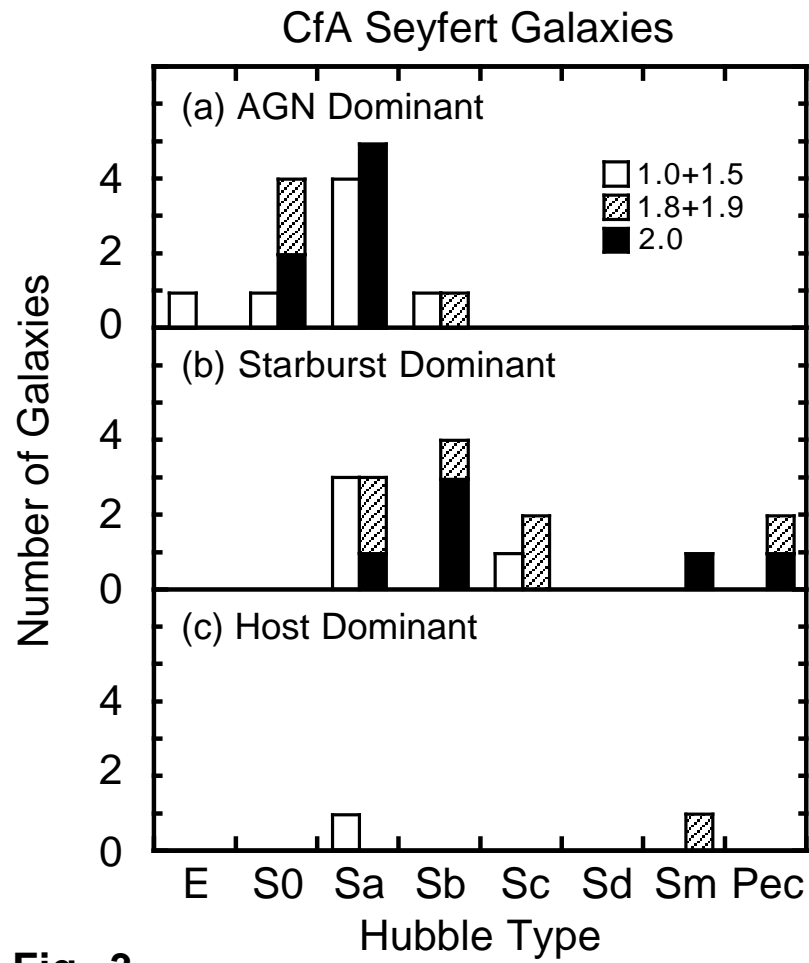 CfA Seyfert Galaxies
(a) AGN Dominant
1.0+1.5
1.8+1.9
2.0
4
2
0
(b) Starburst Dominant
4
2
0
(c) Host Dominant
4
2
0
Number of Galaxies
E S0 Sa Sb Sc Sd Sm Pec
Hubble Type